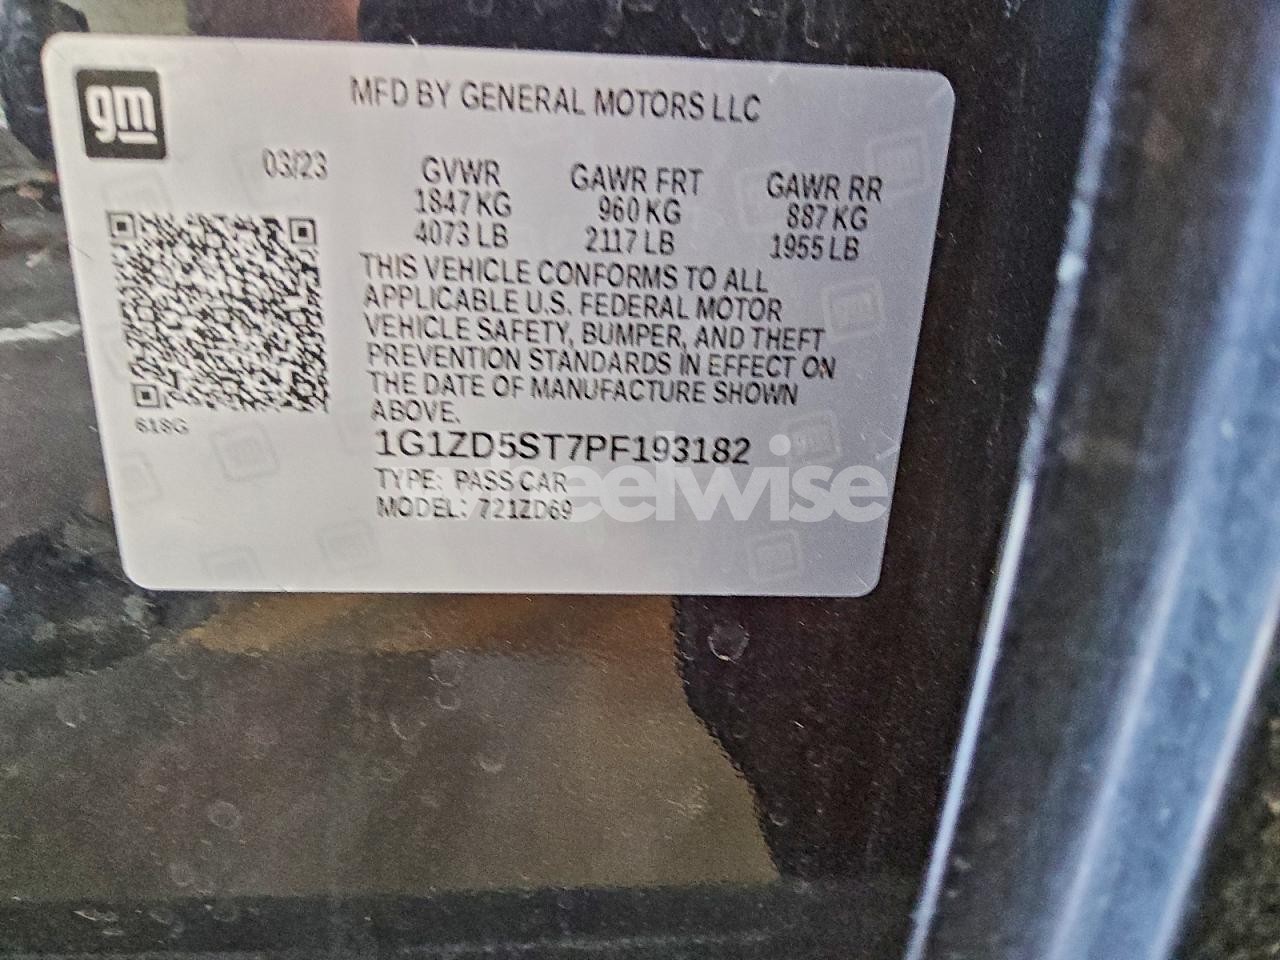 gm
MFD BY GENERAL MOTORS LLC
03/23
GVWR GAWR FRT GAWR RR
1847 KG 960 KG 887 KG
4073 LB 2117 LB 1955 LB
THIS VEHICLE CONFORMS TO ALL
APPLICABLE U.S. FEDERAL MOTOR
VEHICLE SAFETY, BUMPER, AND THEFT
PREVENTION STANDARDS IN EFFECT ON
THE DATE OF MANUFACTURE SHOWN
ABOVE.
618G
1G1ZD5ST7PF193182
TYPE: PASS CAR
MODEL: 721ZD69
wheelwise